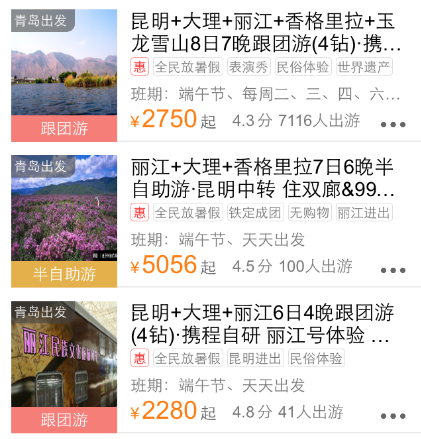 青岛出发
跟团游
昆明+大理+丽江+香格里拉+玉
龙雪山8日7晚跟团游(4钻)·携…
惠 全民放暑假 表演秀 民俗体验 世界遗产
班期：端午节、每周二、三、四、六…
¥2750起 4.3分 7116人出游
青岛出发
半自助游
丽江+大理+香格里拉7日6晚半
自助游·昆明中转 住双廊&99…
惠 全民放暑假 铁定成团 无购物 丽江进出
班期：端午节、天天出发
¥5056起 4.5分 100人出游
青岛出发
丽江民族文化
跟团游
昆明+大理+丽江6日4晚跟团游
(4钻)·携程自研 丽江号体验 …
惠 全民放暑假 昆明进出 民俗体验
班期：端午节、天天出发
¥2280起 4.8分 41人出游